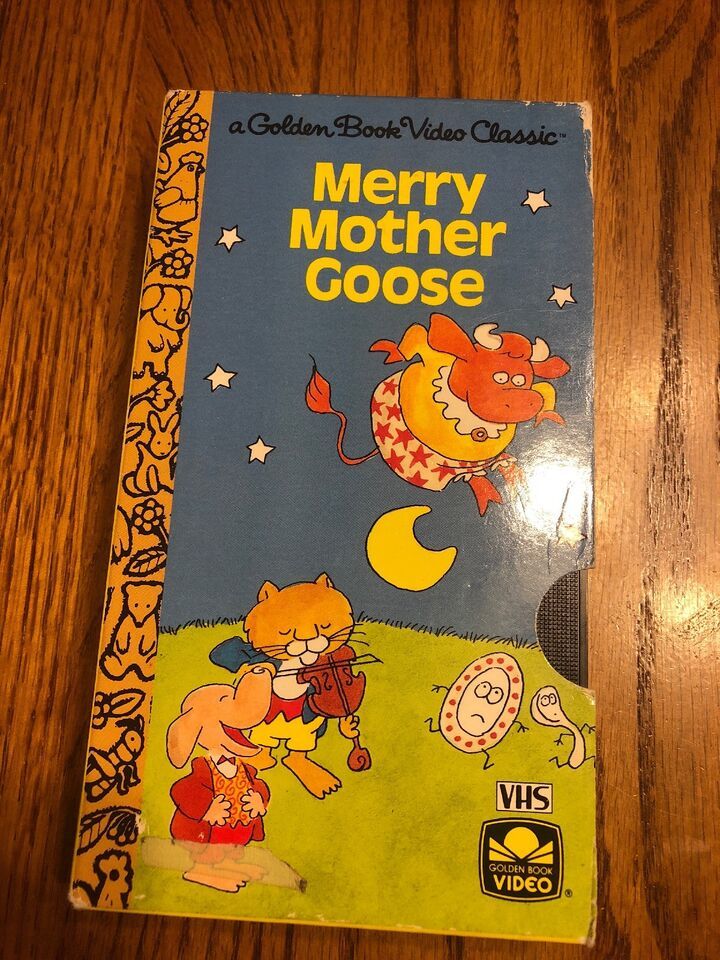 a Golden Book Video Classic™
Merry
Mother
Goose
VHS
GOLDEN BOOK
VIDEO ®